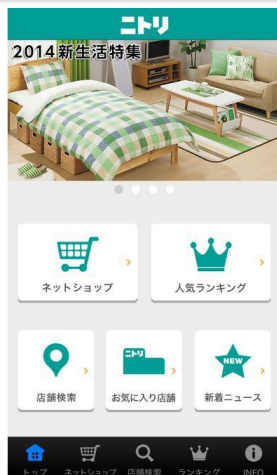 ニトリ
2014新生活特集
ネットショップ
人気ランキング
店舗検索
ニトリ
お気に入り店舗
NEW
新着ニュース
トップ
ネットショップ
店舗検索
ランキング
INFO